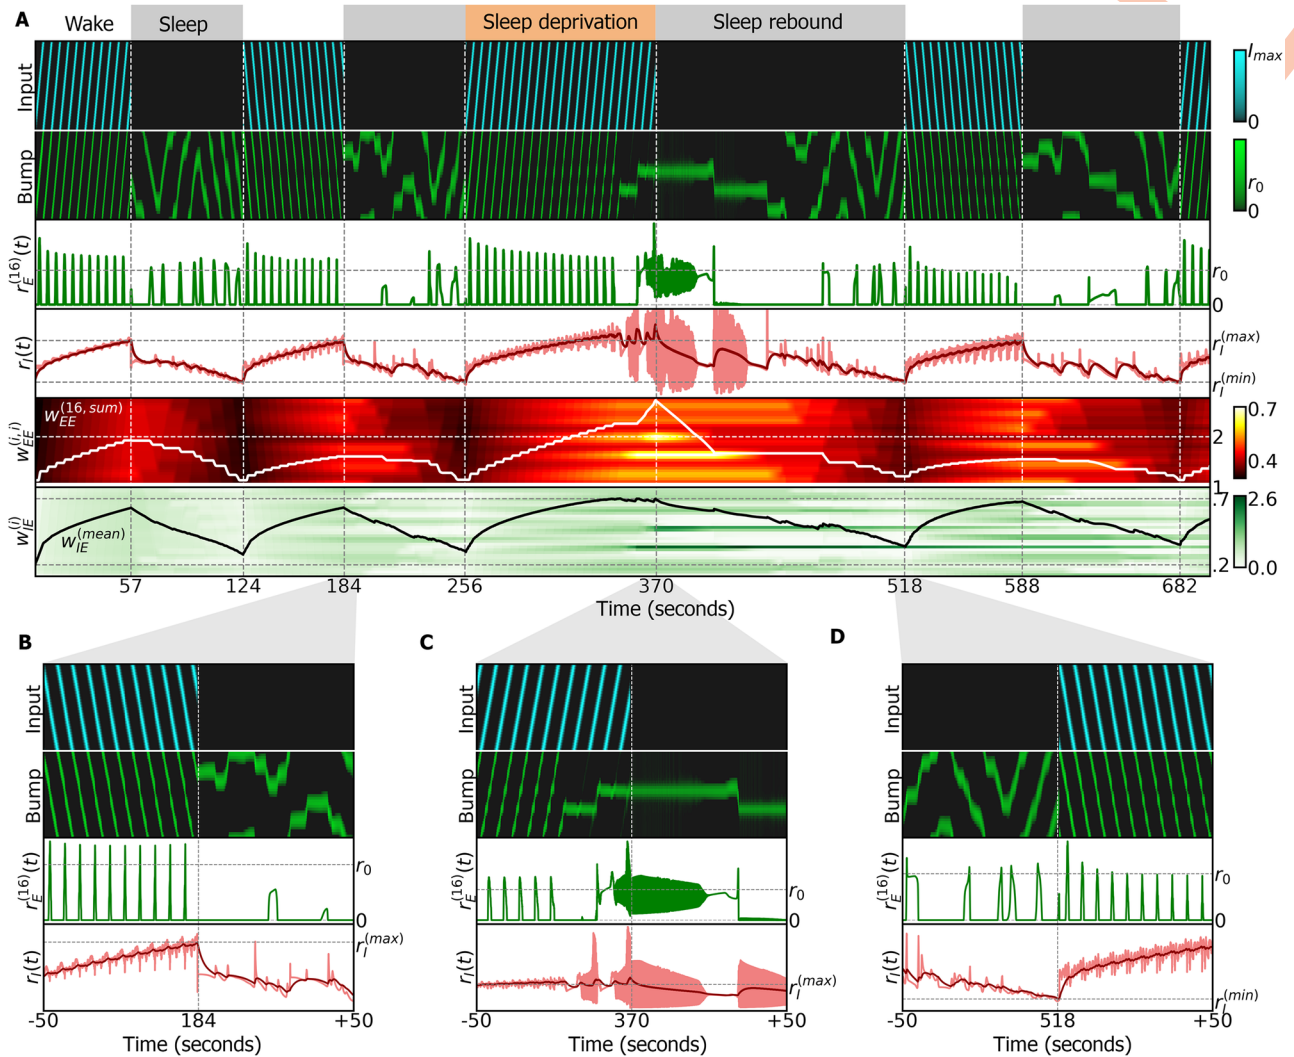 A
Wake
Sleep
Sleep deprivation
Sleep rebound
Input
I_max
0
Bump
r_0
0
r_E^(16)(t)
r_0
0
r_I(t)
r_I^(max)
r_I^(min)
w_EE^(i,i)
w_EE^(16,sum)
2
1
0.7
0.4
w_IE^(i)
w_IE^(mean)
.7
.2
2.6
0.0
57 124 184 256 370 518 588 682
Time (seconds)
B
Input
Bump
r_E^(16)(t)
r_0
0
r_I(t)
r_I^(max)
-50 184 +50
Time (seconds)
C
Input
Bump
r_E^(16)(t)
r_0
0
r_I(t)
r_I^(max)
-50 370 +50
Time (seconds)
D
Input
Bump
r_E^(16)(t)
r_0
0
r_I(t)
r_I^(min)
-50 518 +50
Time (seconds)